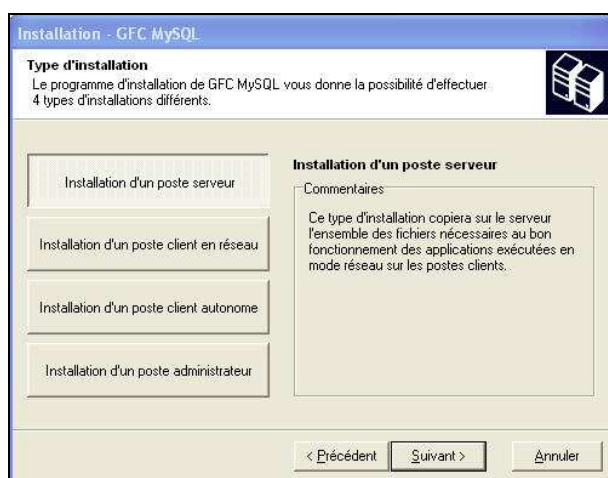 Installation - GFC MySQL
Type d'installation
Le programme d'installation de GFC MySQL vous donne la possibilité d'effectuer
4 types d'installations différents.
Installation d'un poste serveur
Installation d'un poste client en réseau
Installation d'un poste client autonome
Installation d'un poste administrateur
Installation d'un poste serveur
Commentaires
Ce type d'installation copiera sur le serveur
l'ensemble des fichiers nécessaires au bon
fonctionnement des applications exécutées en
mode réseau sur les postes clients.
< Précédent
Suivant >
Annuler